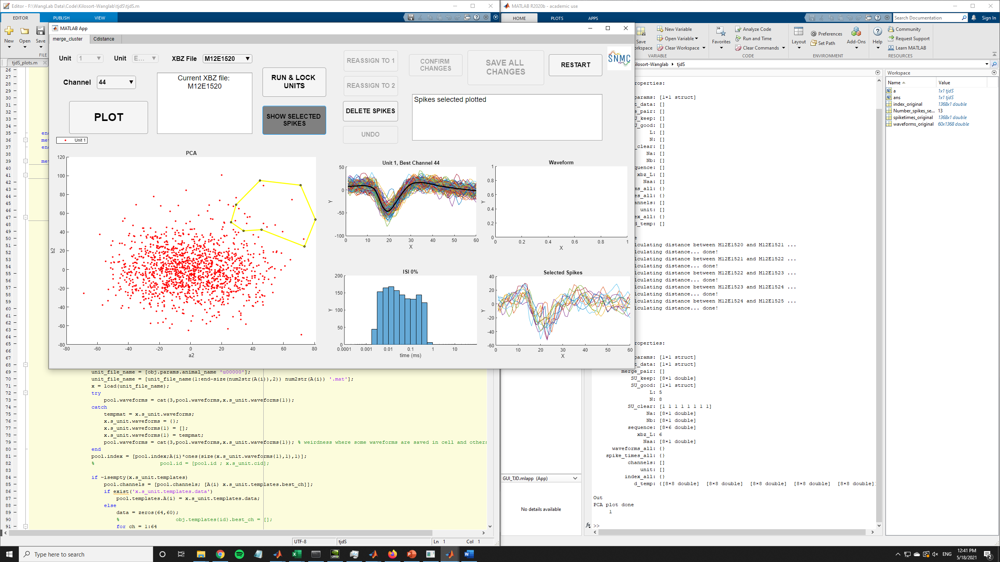 Editor - F:\WangLab Data\Code\Kilosort-Wanglab\tjdS\tjdS.m
MATLAB R2020b - academic use
EDITOR
PUBLISH
VIEW
HOME
PLOTS
APPS
Search Documentation
Sign In
New
Open
Save
FILE
tjdS_plots.m
MATLAB App
merge_cluster
Cdistance
Unit
1
Unit
E...
XBZ File
M12E1520
Channel
44
Current XBZ file:
M12E1520
PLOT
RUN & LOCK
UNITS
SHOW SELECTED
SPIKES
REASSIGN TO 1
REASSIGN TO 2
DELETE SPIKES
UNDO
CONFIRM
CHANGES
SAVE ALL
CHANGES
RESTART
SNMC
Spikes selected plotted
Unit 1
PCA
120
100
80
60
40
20
0
-20
-40
-60
-80
b2
-80 -60 -40 -20 0 20 40 60 80
a2
Unit 1, Best Channel 44
50
0
-50
-100
Y
0 10 20 30 40 50 60
X
Waveform
1
0.8
0.6
0.4
0.2
0
Y
0 0.2 0.4 0.6 0.8 1
X
ISI 0%
200
150
100
50
0
Y
0.0001 0.001 0.01 0.1 1 10
time (ms)
Selected Spikes
40
20
0
-20
-40
-60
Y
0 10 20 30 40 50 60
X
New Variable
Open Variable
Clear Workspace
VARIABLE
Favorites
Analyze Code
Run and Time
Clear Commands
CODE
Layout
Preferences
Set Path
Add-Ons
ENVIRONMENT
Help
Community
Request Support
Learn MATLAB
RESOURCES
ilosort-Wanglab
tjdS
Workspace
Name
Value
a 1x1 tjdS
ans 1x1 tjdS
index_original 1368x1 double
Number_spikes_se... 13
spiketimes_original 1368x1 double
waveforms_original 60x1368 double
roperties:
params: [1×1 struct]
t_data: []
e_pair: []
U_keep: []
U_good: []
L: []
N: []
_clear: []
Na: []
Nb: []
quence: []
xbz_L: []
Naa: []
ms_all: {}
es_all: {}
annels: []
unit: []
ex_all: {}
d_temp: []
lculating distance between M12E1520 and M12E1521 ...
lculating distance... done!
lculating distance between M12E1521 and M12E1522 ...
lculating distance... done!
lculating distance between M12E1522 and M12E1523 ...
lculating distance... done!
lculating distance between M12E1523 and M12E1524 ...
lculating distance... done!
lculating distance between M12E1524 and M12E1525 ...
lculating distance... done!
roperties:
params: [1×1 struct]
t_data: [1×1 struct]
merge_pair: []
SU_keep: [8×1 double]
SU_good: [1×1 struct]
L: 5
N: 8
SU_clear: [1 1 1 1 1 1 1 1]
Na: [8×1 double]
Nb: [8×1 double]
sequence: [8×6 double]
xbz_L: 6
Naa: [8×1 double]
waveforms_all: {}
spike_times_all: {}
channels: []
unit: []
index_all: {}
d_temp: {[8×8 double] [8×8 double] [8×8 double] [8×8 double] [8×8 double]
Out
PCA plot done
1
fx >>
GUI_TJD.mlapp (App)
No details available
26
27
28
29
30
31
32
33
34
35 end
36 met
37 end
38
39 met
40
41
42
43
44
45
46
47
48
49
50
51
52
53
54
55
56
57
58
59
60
61
62
63
64
65
66
67
68
69 unit_file_name = [obj.params.animal_name 'u00000'];
70 unit_file_name = [unit_file_name(1:end-size(num2str(A(i)),2)) num2str(A(i)) '.mat'];
71 x = load(unit_file_name);
72 try
73 pool.waveforms = cat(3,pool.waveforms,x.s_unit.waveforms{1});
74 catch
75 tempmat = x.s_unit.waveforms;
76 x.s_unit.waveforms = {};
77 x.s_unit.waveforms{1} = [];
78 x.s_unit.waveforms{1} = tempmat;
79 pool.waveforms = cat(3,pool.waveforms,x.s_unit.waveforms{1}); % weirdness where some waveforms are saved in cell and others
80 end
81 pool.index = [pool.index;A(i)*ones(size(x.s_unit.waveforms{1},1),1)];
82 % pool.id = [pool.id ; x.s_unit.cid];
83
84 if ~isempty(x.s_unit.templates)
85 pool.channels = [pool.channels; [A(i) x.s_unit.templates.best_ch]];
86 if exist('x.s_unit.templates.data')
87 pool.templates.A{i} = x.s_unit.templates.data;
88 else
89 data = zeros(64,60);
90 % obj.templates{id}.best_ch = [];
91 for ch = 1:64
UTF-8
tjdS
Ln 1 Col 1
Type here to search
ENG
12:41 PM
5/18/2021
2